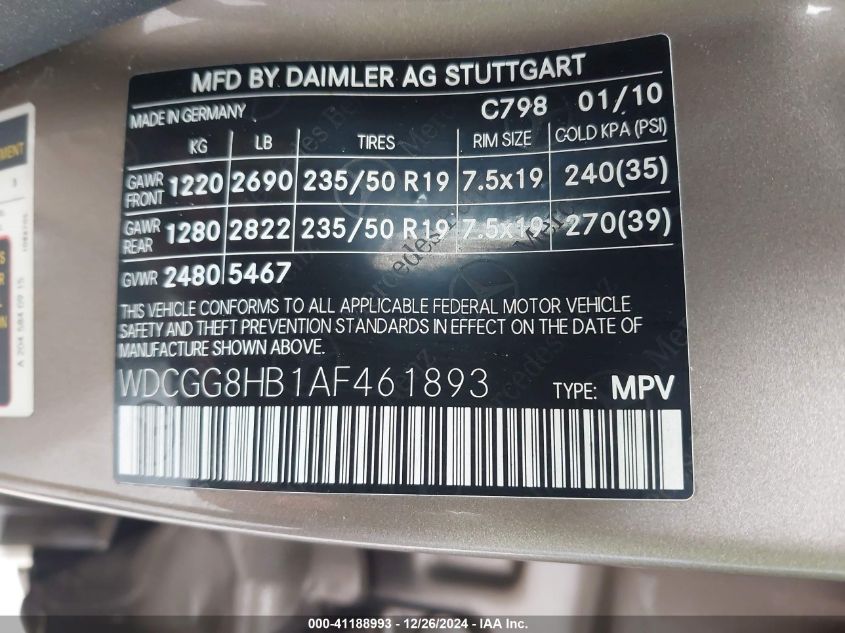 MFD BY DAIMLER AG STUTTGART
MADE IN GERMANY C798 01/10
KG LB TIRES RIM SIZE COLD KPA (PSI)
GAWR FRONT 1220 2690 235/50 R19 7.5x19 240(35)
GAWR REAR 1280 2822 235/50 R19 7.5x19 270(39)
GVWR 2480 5467
THIS VEHICLE CONFORMS TO ALL APPLICABLE FEDERAL MOTOR VEHICLE
SAFETY AND THEFT PREVENTION STANDARDS IN EFFECT ON THE DATE OF
MANUFACTURE SHOWN ABOVE.
WDCGG8HB1AF461893 TYPE: MPV
A 204 584 09 15
000-41188993 / 12/26/2024 - IAA Inc.